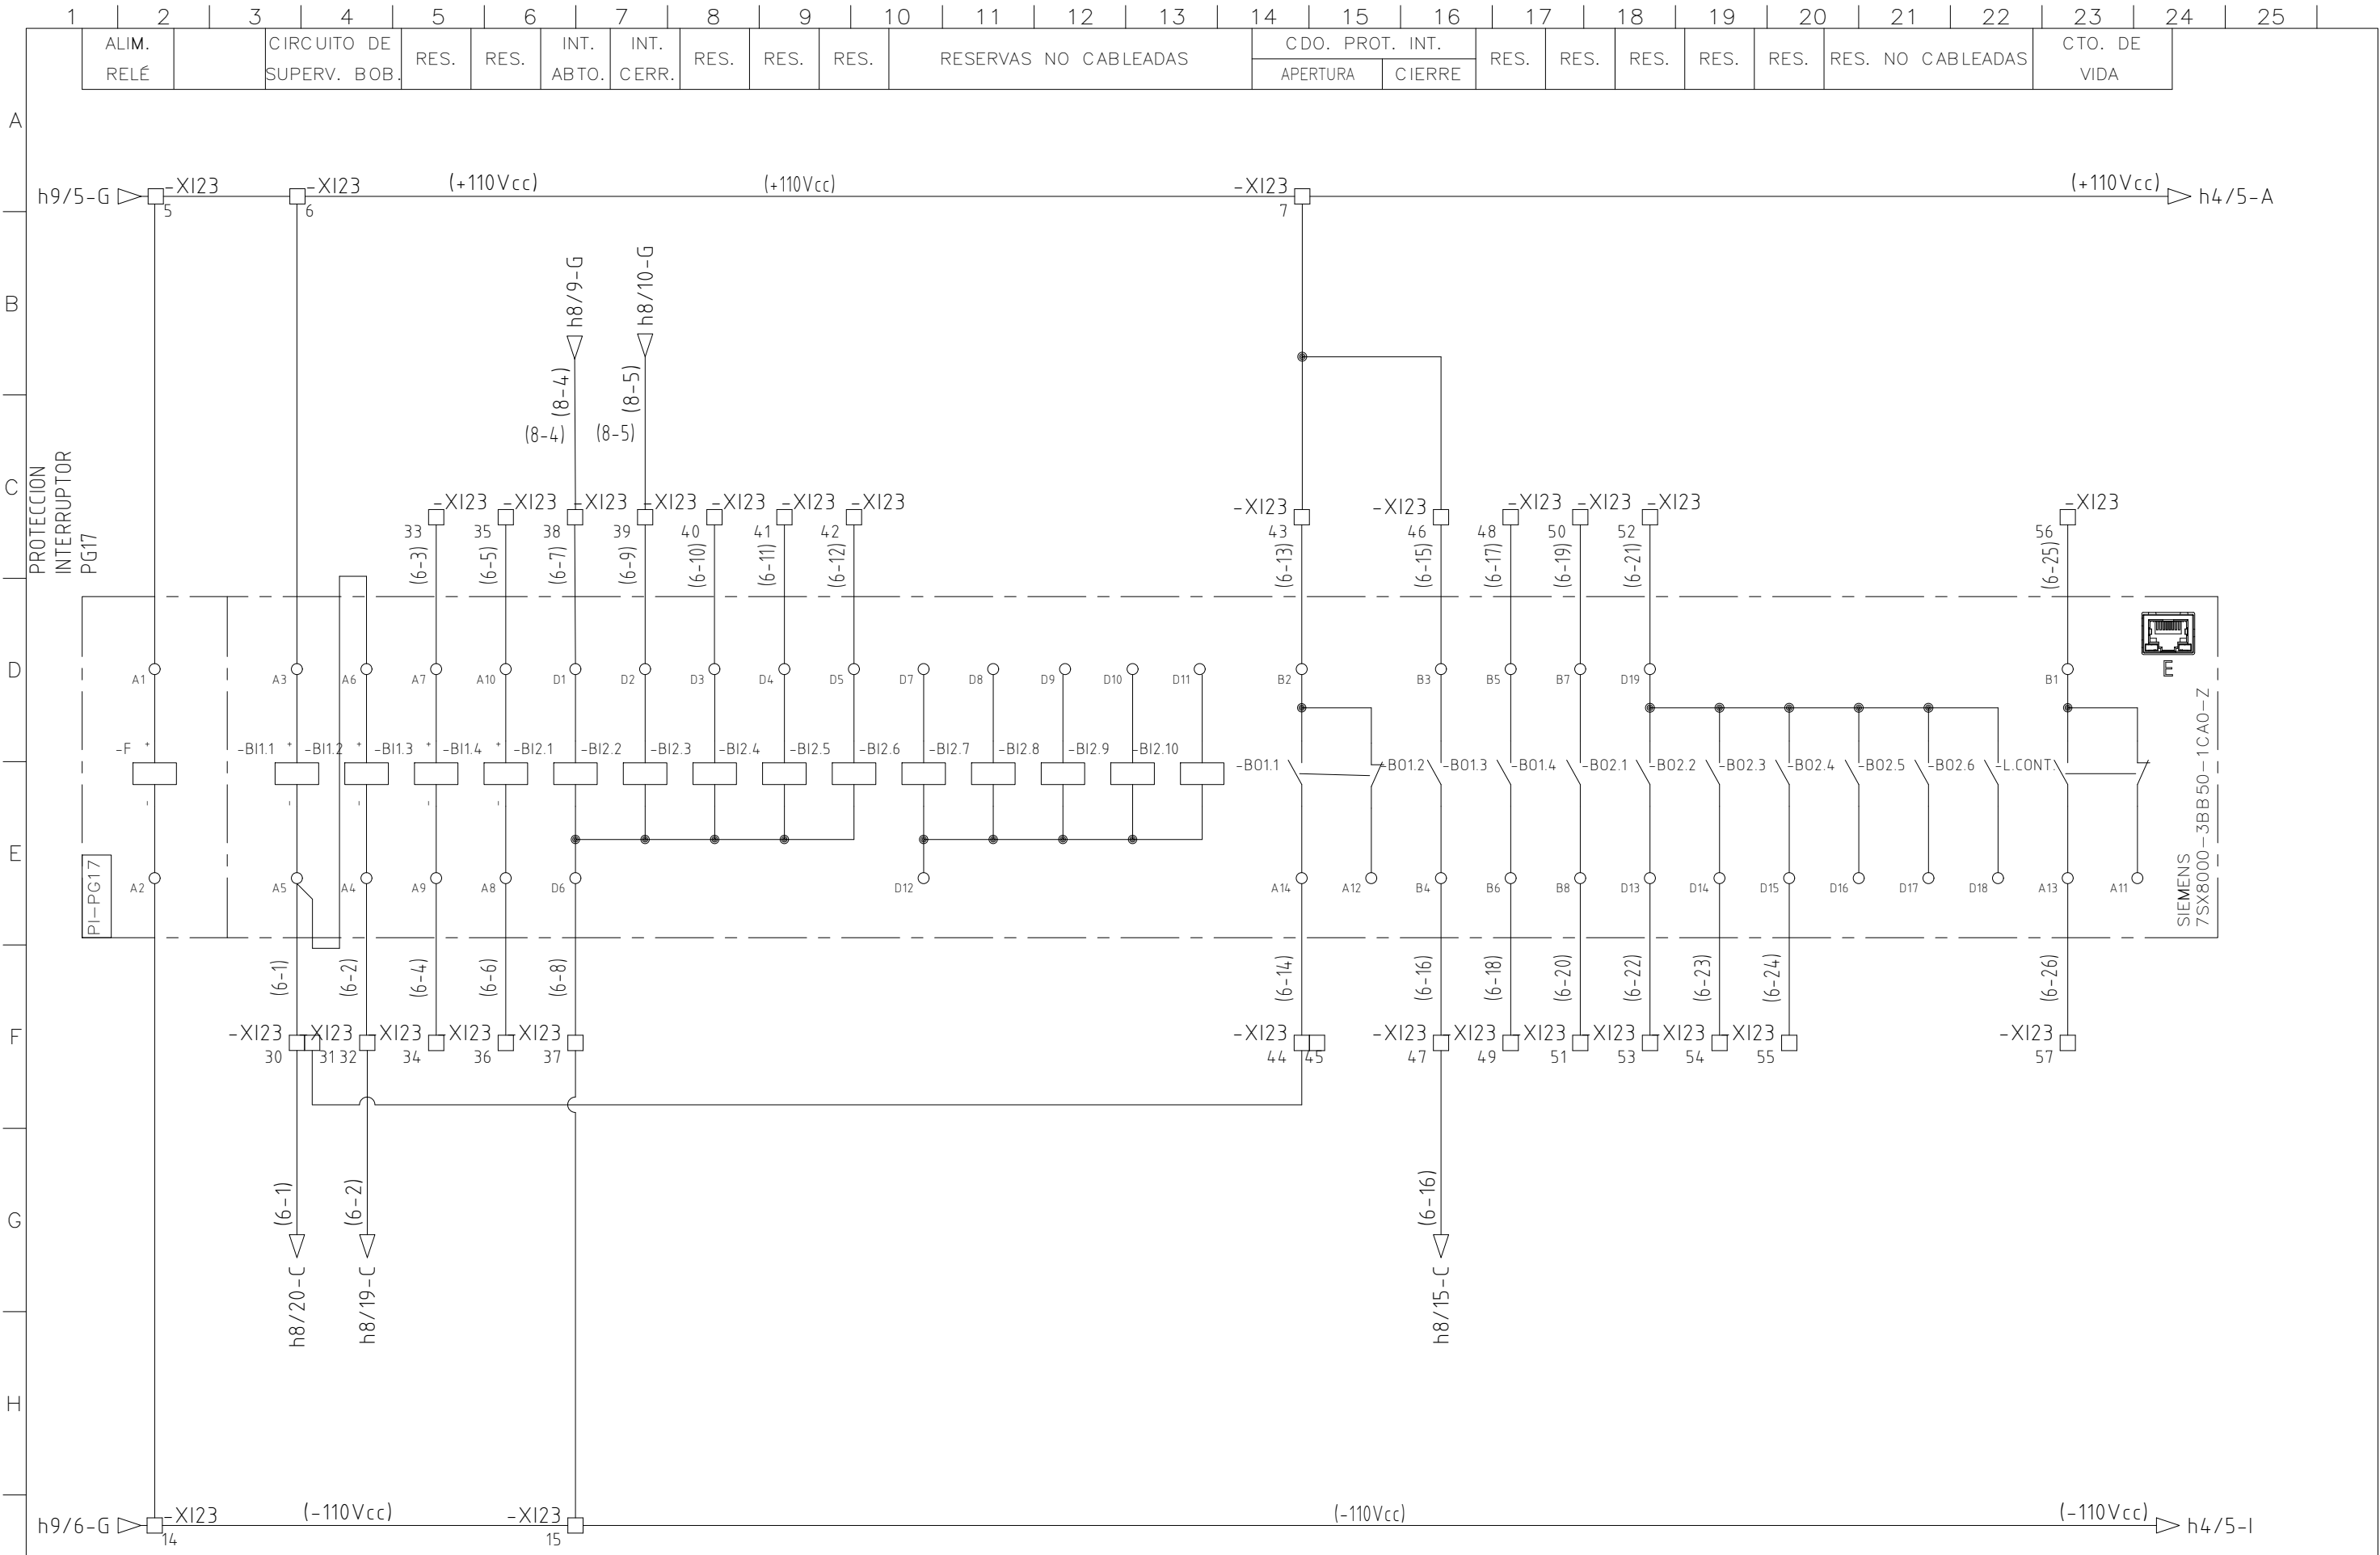 1 2 3 4 5 6 7 8 9 10 11 12 13 14 15 16 17 18 19 20 21 22 23 24 25
ALIM.
RELÉ
CIRCUITO DE
SUPERV. BOB.
RES.
RES.
INT.
ABTO.
INT.
CERR.
RES.
RES.
RES.
RESERVAS NO CABLEADAS
CDO. PROT. INT.
APERTURA
CIERRE
RES.
RES.
RES.
RES.
RES.
RES. NO CABLEADAS
CTO. DE
VIDA
A
B
C
D
E
F
G
H
h9/5-G
-XI23
5
-XI23
6
(+110Vcc)
(+110Vcc)
-XI23
7
(+110Vcc)
h4/5-A
h8/9-G
h8/10-G
(8-4)
(8-5)
(8-4)
(8-5)
PROTECCION
INTERRUPTOR
PG17
-XI23 -XI23 -XI23 -XI23 -XI23 -XI23 -XI23
33 35 38 39 40 41 42
-XI23 -XI23 -XI23 -XI23 -XI23 -XI23
43 46 48 50 52 56
(6-3) (6-5) (6-7) (6-9) (6-10) (6-11) (6-12) (6-13) (6-15) (6-17) (6-19) (6-21) (6-25)
A1 A3 A6 A7 A10 D1 D2 D3 D4 D5 D7 D8 D9 D10 D11 B2 B3 B5 B7 D19 B1
E
-F + -BI1.1 + -BI1.2 + -BI1.3 + -BI1.4 + -BI2.1 -BI2.2 -BI2.3 -BI2.4 -BI2.5 -BI2.6 -BI2.7 -BI2.8 -BI2.9 -BI2.10
-BO1.1 -BO1.2 -BO1.3 -BO1.4 -BO2.1 -BO2.2 -BO2.3 -BO2.4 -BO2.5 -BO2.6 -L.CONT.
- - - - -
A2 A5 A4 A9 A8 D6 D12 A14 A12 B4 B6 B8 D13 D14 D15 D16 D17 D18 A13 A11
PI-PG17
SIEMENS
7SX8000-3BB50-1CA0-Z
(6-1) (6-2) (6-4) (6-6) (6-8) (6-14) (6-16) (6-18) (6-20) (6-22) (6-23) (6-24) (6-26)
-XI23 XI23 XI23 XI23 XI23
30 31 32 34 36 37
-XI23 -XI23 XI23 XI23 XI23 XI23 XI23 -XI23
44 45 47 49 51 53 54 55 57
(6-1)
(6-2)
(6-16)
h8/20-C
h8/19-C
h8/15-C
h9/6-G
-XI23
14
(-110Vcc)
-XI23
15
(-110Vcc)
(-110Vcc)
h4/5-I